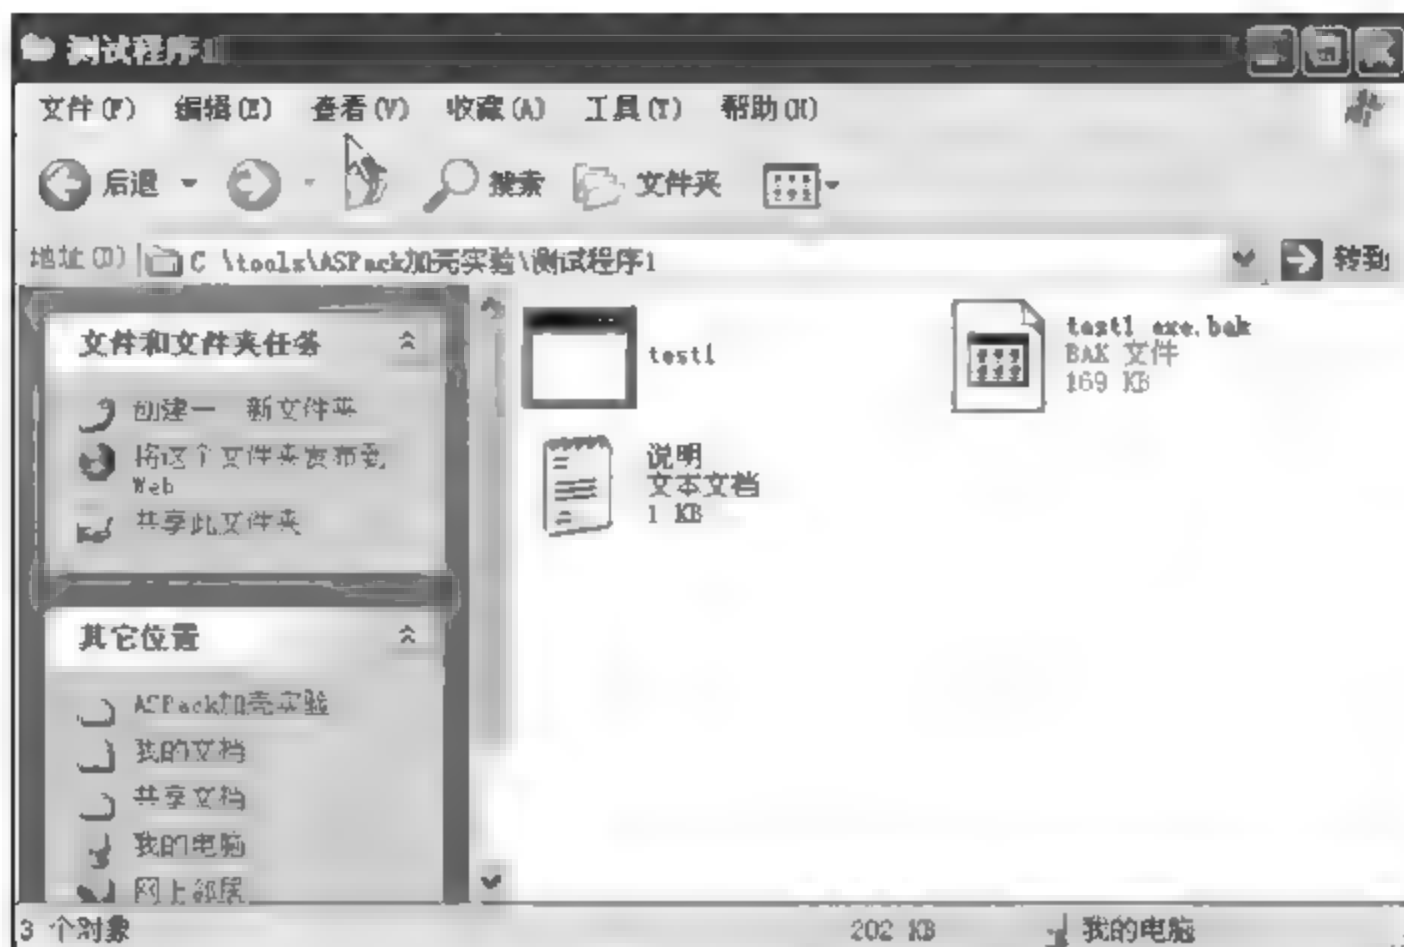 测试程序1
文件(F) 编辑(E) 查看(V) 收藏(A) 工具(T) 帮助(H)
后退 搜索 文件夹
地址(D) C \tools\ASPack加壳实验\测试程序1 转到
文件和文件夹任务
创建一 新文件夹
将这个文件夹发布到
Web
共享此文件夹
其它位置
ASPack加壳实验
我的文档
共享文档
我的电脑
网上邻居
test1
test1 exe.bak
BAK 文件
169 KB
说明
文本文档
1 KB
3 个对象 202 KB 我的电脑